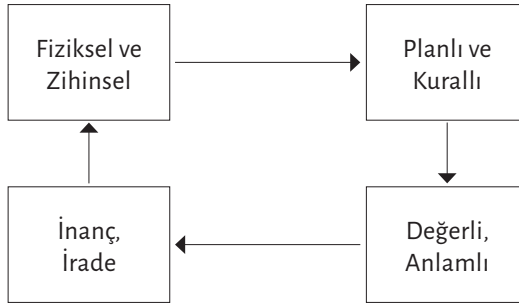 Fiziksel ve
Zihinsel
Planlı ve
Kurallı
İnanç,
İrade
Değerli,
Anlamlı